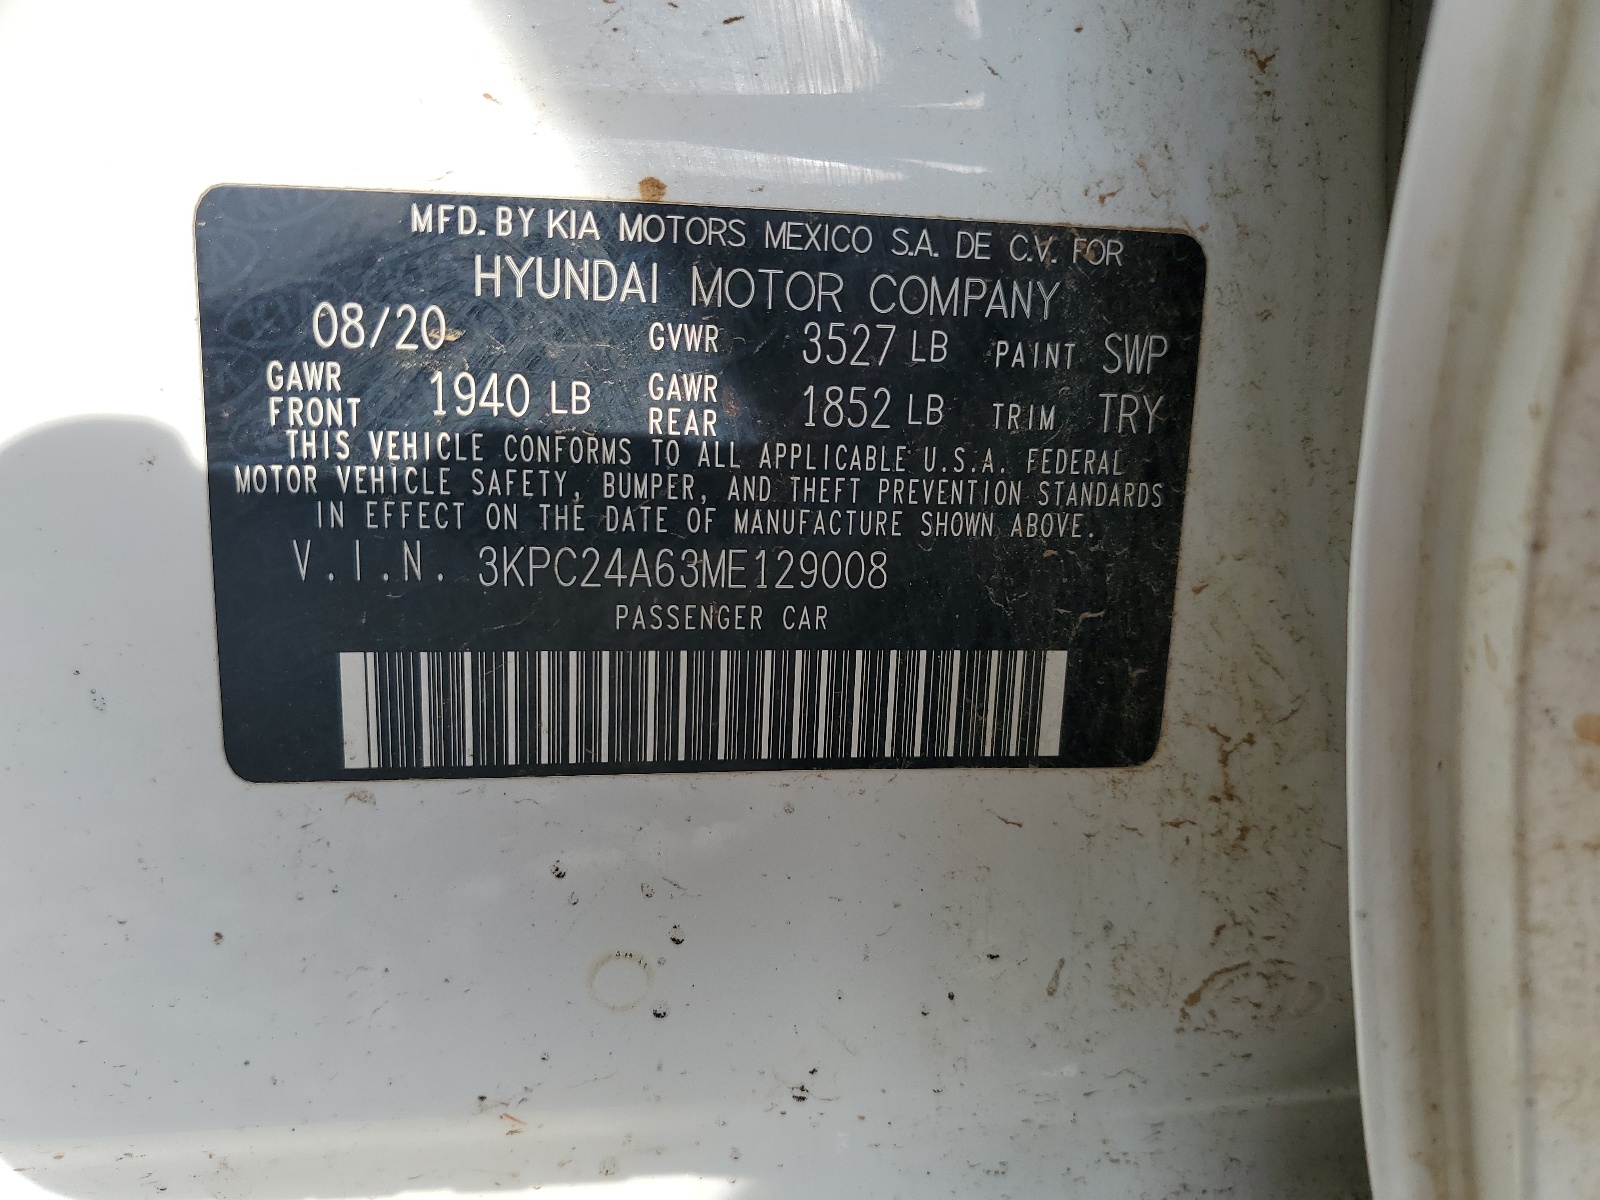 MFD. BY KIA MOTORS MEXICO S.A. DE C.V. FOR
HYUNDAI MOTOR COMPANY
08/20 GVWR 3527 LB PAINT SWP
GAWR FRONT 1940 LB GAWR REAR 1852 LB TRIM TRY
THIS VEHICLE CONFORMS TO ALL APPLICABLE U.S.A. FEDERAL
MOTOR VEHICLE SAFETY, BUMPER, AND THEFT PREVENTION STANDARDS
IN EFFECT ON THE DATE OF MANUFACTURE SHOWN ABOVE.
V.I.N. 3KPC24A63ME129008
PASSENGER CAR